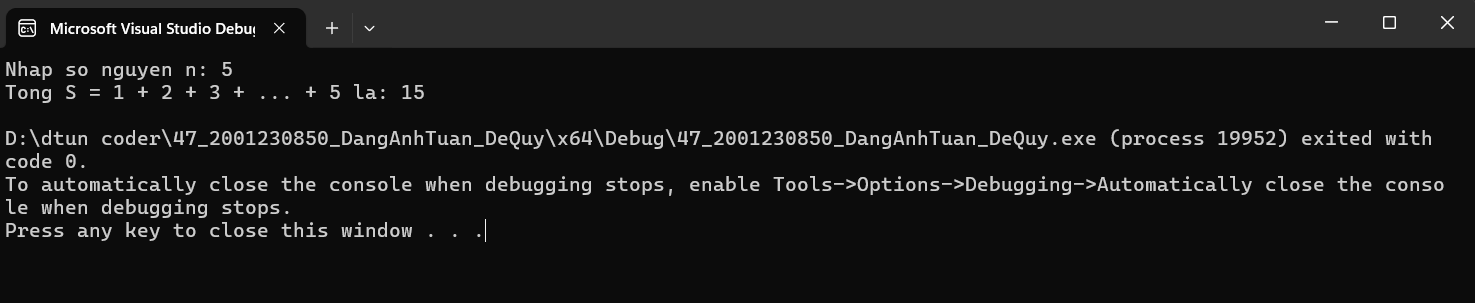 Microsoft Visual Studio Debug
Nhap so nguyen n: 5
Tong S = 1 + 2 + 3 + ... + 5 la: 15
D:\dtun coder\47_2001230850_DangAnhTuan_DeQuy\x64\Debug\47_2001230850_DangAnhTuan_DeQuy.exe (process 19952) exited with
code 0.
To automatically close the console when debugging stops, enable Tools->Options->Debugging->Automatically close the conso
le when debugging stops.
Press any key to close this window . . .